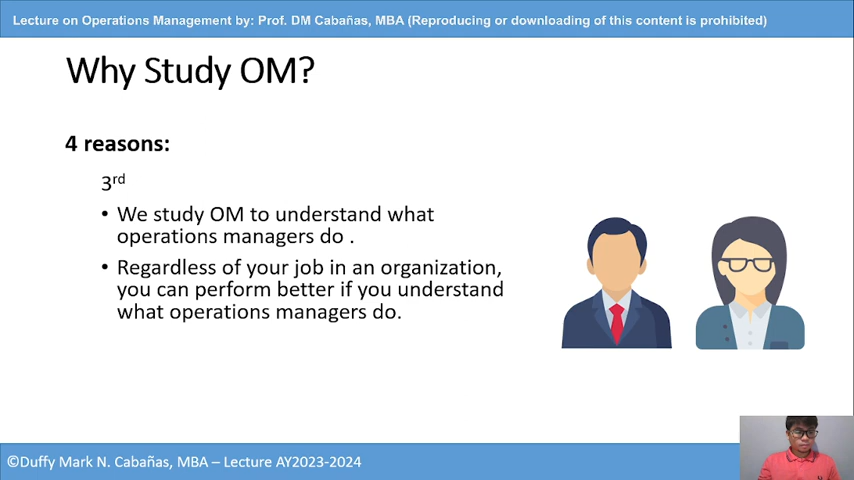 Lecture on Operations Management by: Prof. DM Cabañas, MBA (Reproducing or downloading of this content is prohibited)
Why Study OM?
4 reasons:
3rd
• We study OM to understand what
operations managers do .
• Regardless of your job in an organization,
you can perform better if you understand
what operations managers do.
©Duffy Mark N. Cabañas, MBA – Lecture AY2023-2024